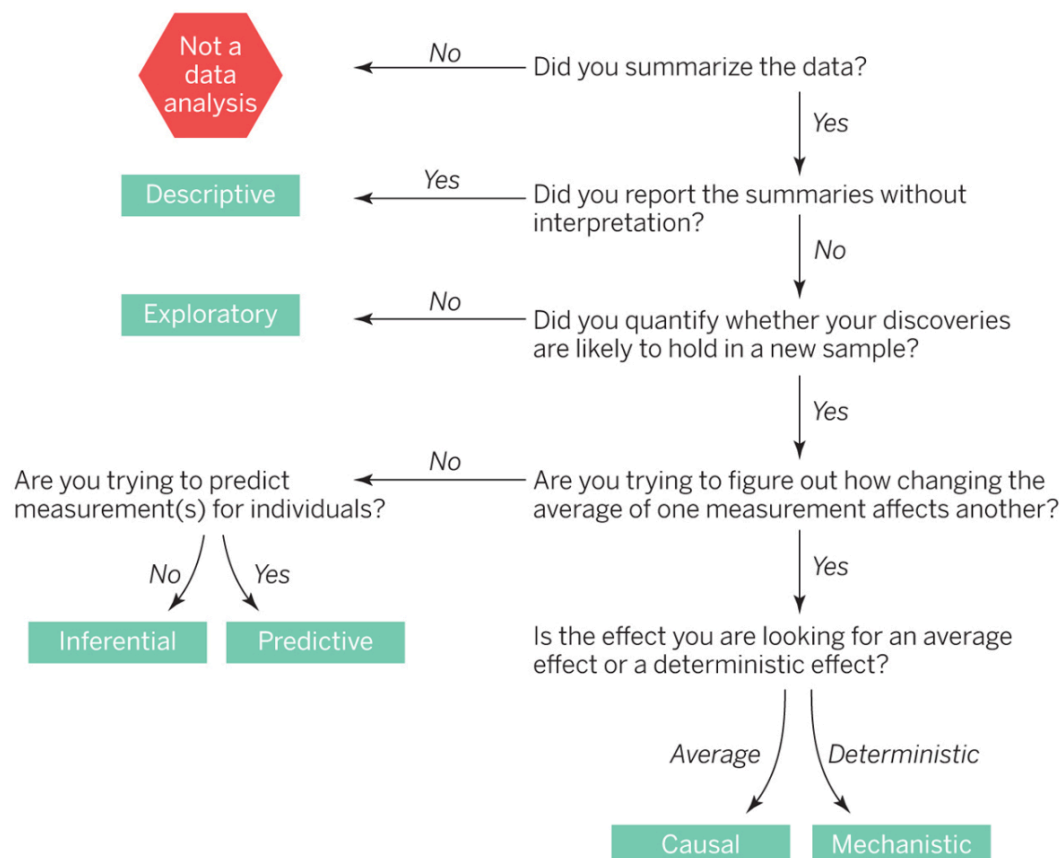 Not a
data
analysis
No
Did you summarize the data?
Yes
Descriptive
Yes
Did you report the summaries without
interpretation?
No
Exploratory
No
Did you quantify whether your discoveries
are likely to hold in a new sample?
Yes
Are you trying to predict
measurement(s) for individuals?
No
Are you trying to figure out how changing the
average of one measurement affects another?
No
Yes
Yes
Inferential
Predictive
Is the effect you are looking for an average
effect or a deterministic effect?
Average
Deterministic
Causal
Mechanistic